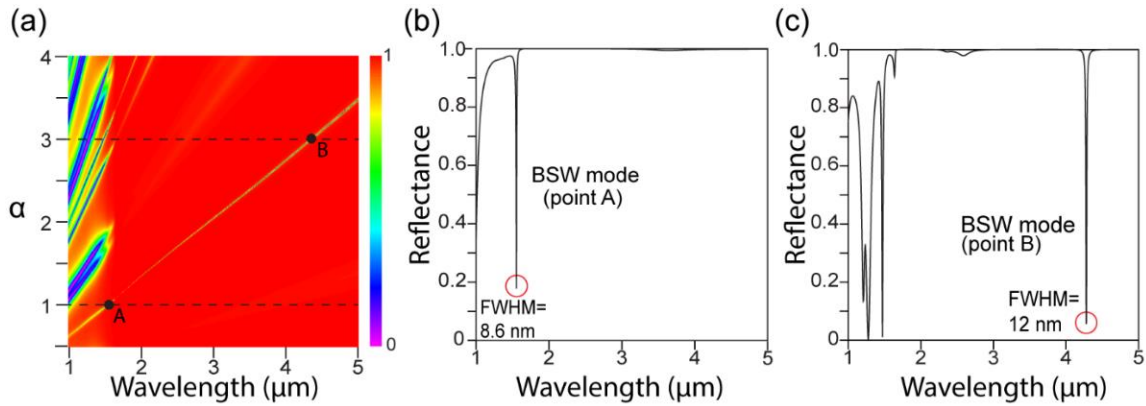 (a)
4
3
α
2
1
1
2
3
4
5
Wavelength (μm)
A
B
1
0
(b)
Reflectance
1.0
0.8
0.6
0.4
0.2
0
1
2
3
4
5
Wavelength (μm)
BSW mode
(point A)
FWHM=
8.6 nm
(c)
Reflectance
1.0
0.8
0.6
0.4
0.2
0
1
2
3
4
5
Wavelength (μm)
BSW mode
(point B)
FWHM=
12 nm